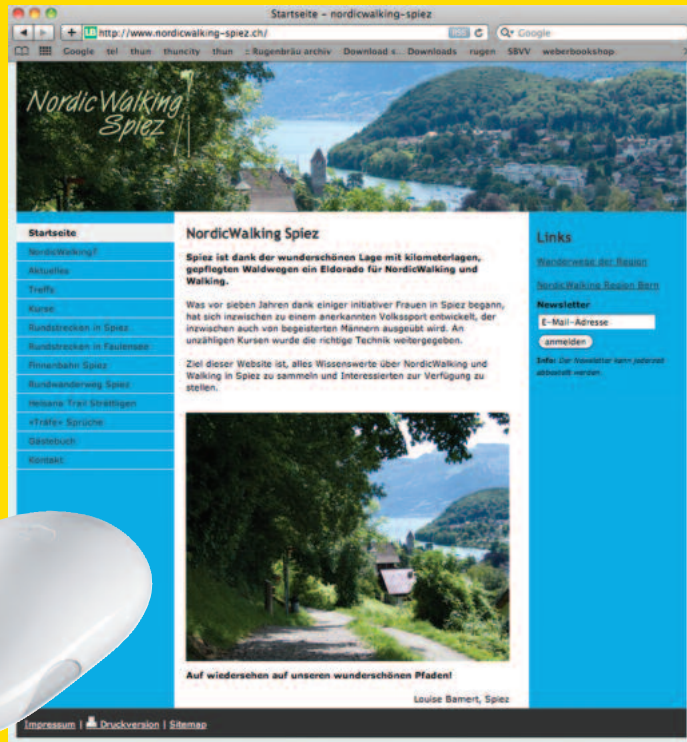 Startseite – nordicwalking-spiez
http://www.nordicwalking-spiez.ch/
RSS
Google
Google tel thun thuncity thun :: Rugenbräu archiv Download s... Downloads rugen SBVV weberbookshop
NordicWalking
Spiez
Startseite
NordicWalking?
Aktuelles
Treffs
Kurse
Rundstrecken in Spiez
Rundstrecken in Faulensee
Finnenbahn Spiez
Rundwanderweg Spiez
Helsana Trail Strättligen
«Träfe» Sprüche
Gästebuch
Kontakt
NordicWalking Spiez
Spiez ist dank der wunderschönen Lage mit kilometerlagen,
gepflegten Waldwegen ein Eldorado für NordicWalking und
Walking.
Was vor sieben Jahren dank einiger initiativer Frauen in Spiez begann,
hat sich inzwischen zu einem anerkannten Volkssport entwickelt, der
inzwischen auch von begeisterten Männern ausgeübt wird. An
unzähligen Kursen wurde die richtige Technik weitergegeben.
Ziel dieser Website ist, alles Wissenswerte über NordicWalking und
Walking in Spiez zu sammeln und Interessierten zur Verfügung zu
stellen.
Auf wiedersehen auf unseren wunderschönen Pfaden!
Louise Bamert, Spiez
Links
Wanderwege der Region
NordicWalking Region Bern
Newsletter
E-Mail-Adresse
anmelden
Info: Der Newsletter kann jederzeit
abbestellt werden.
Impressum | Druckversion | Sitemap